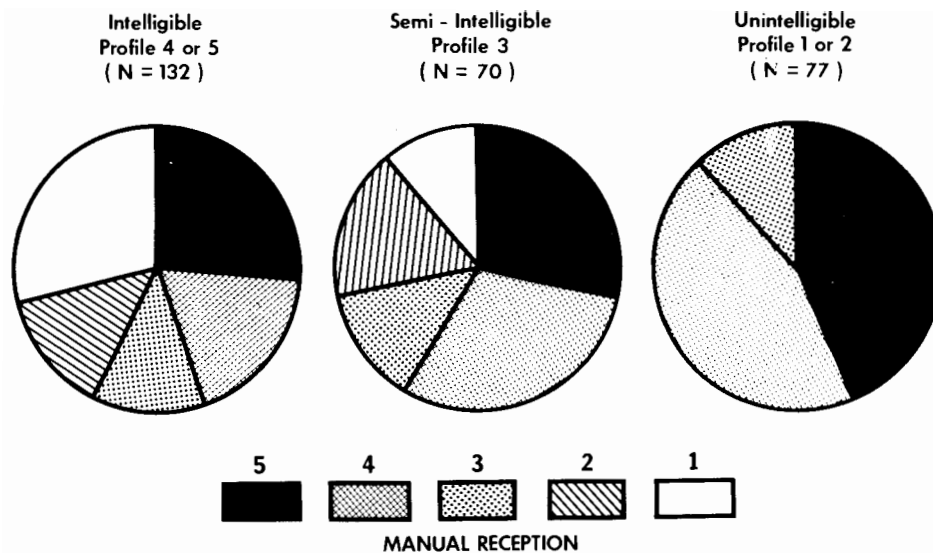 Intelligible
Profile 4 or 5
( N = 132 )
Semi - Intelligible
Profile 3
( N = 70 )
Unintelligible
Profile 1 or 2
( N = 77 )
5 4 3 2 1
MANUAL RECEPTION